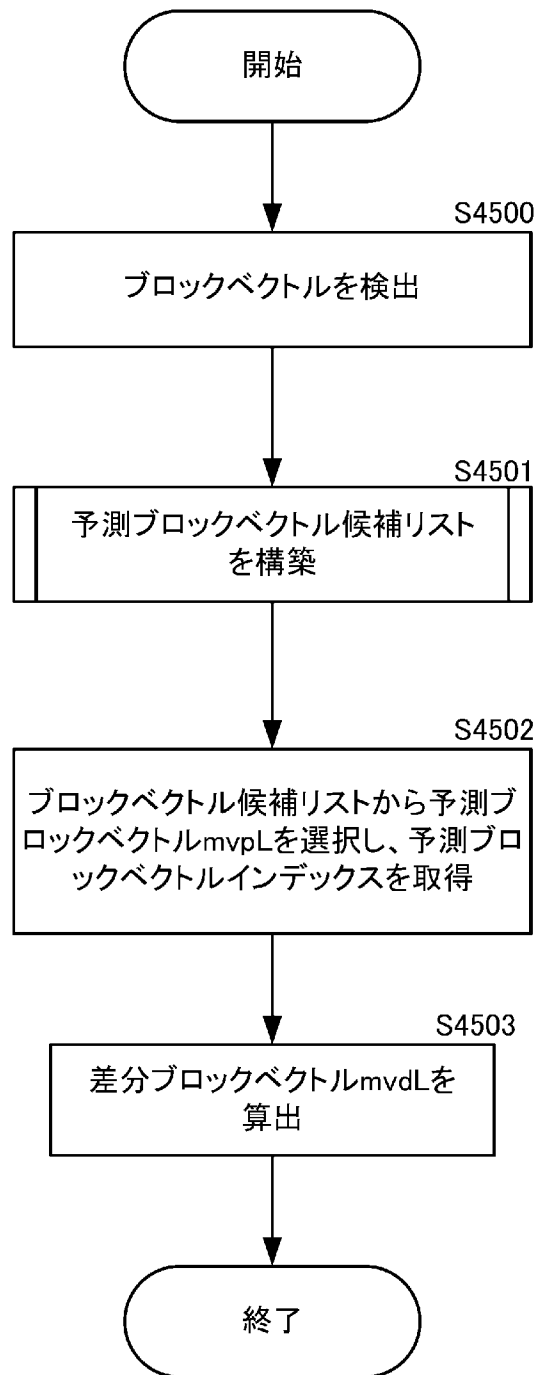 開始
S4500
ブロックベクトルを検出
S4501
予測ブロックベクトル候補リスト
を構築
S4502
ブロックベクトル候補リストから予測ブ
ロックベクトルmvpLを選択し、予測ブロ
ックベクトルインデックスを取得
S4503
差分ブロックベクトルmvdLを
算出
終了